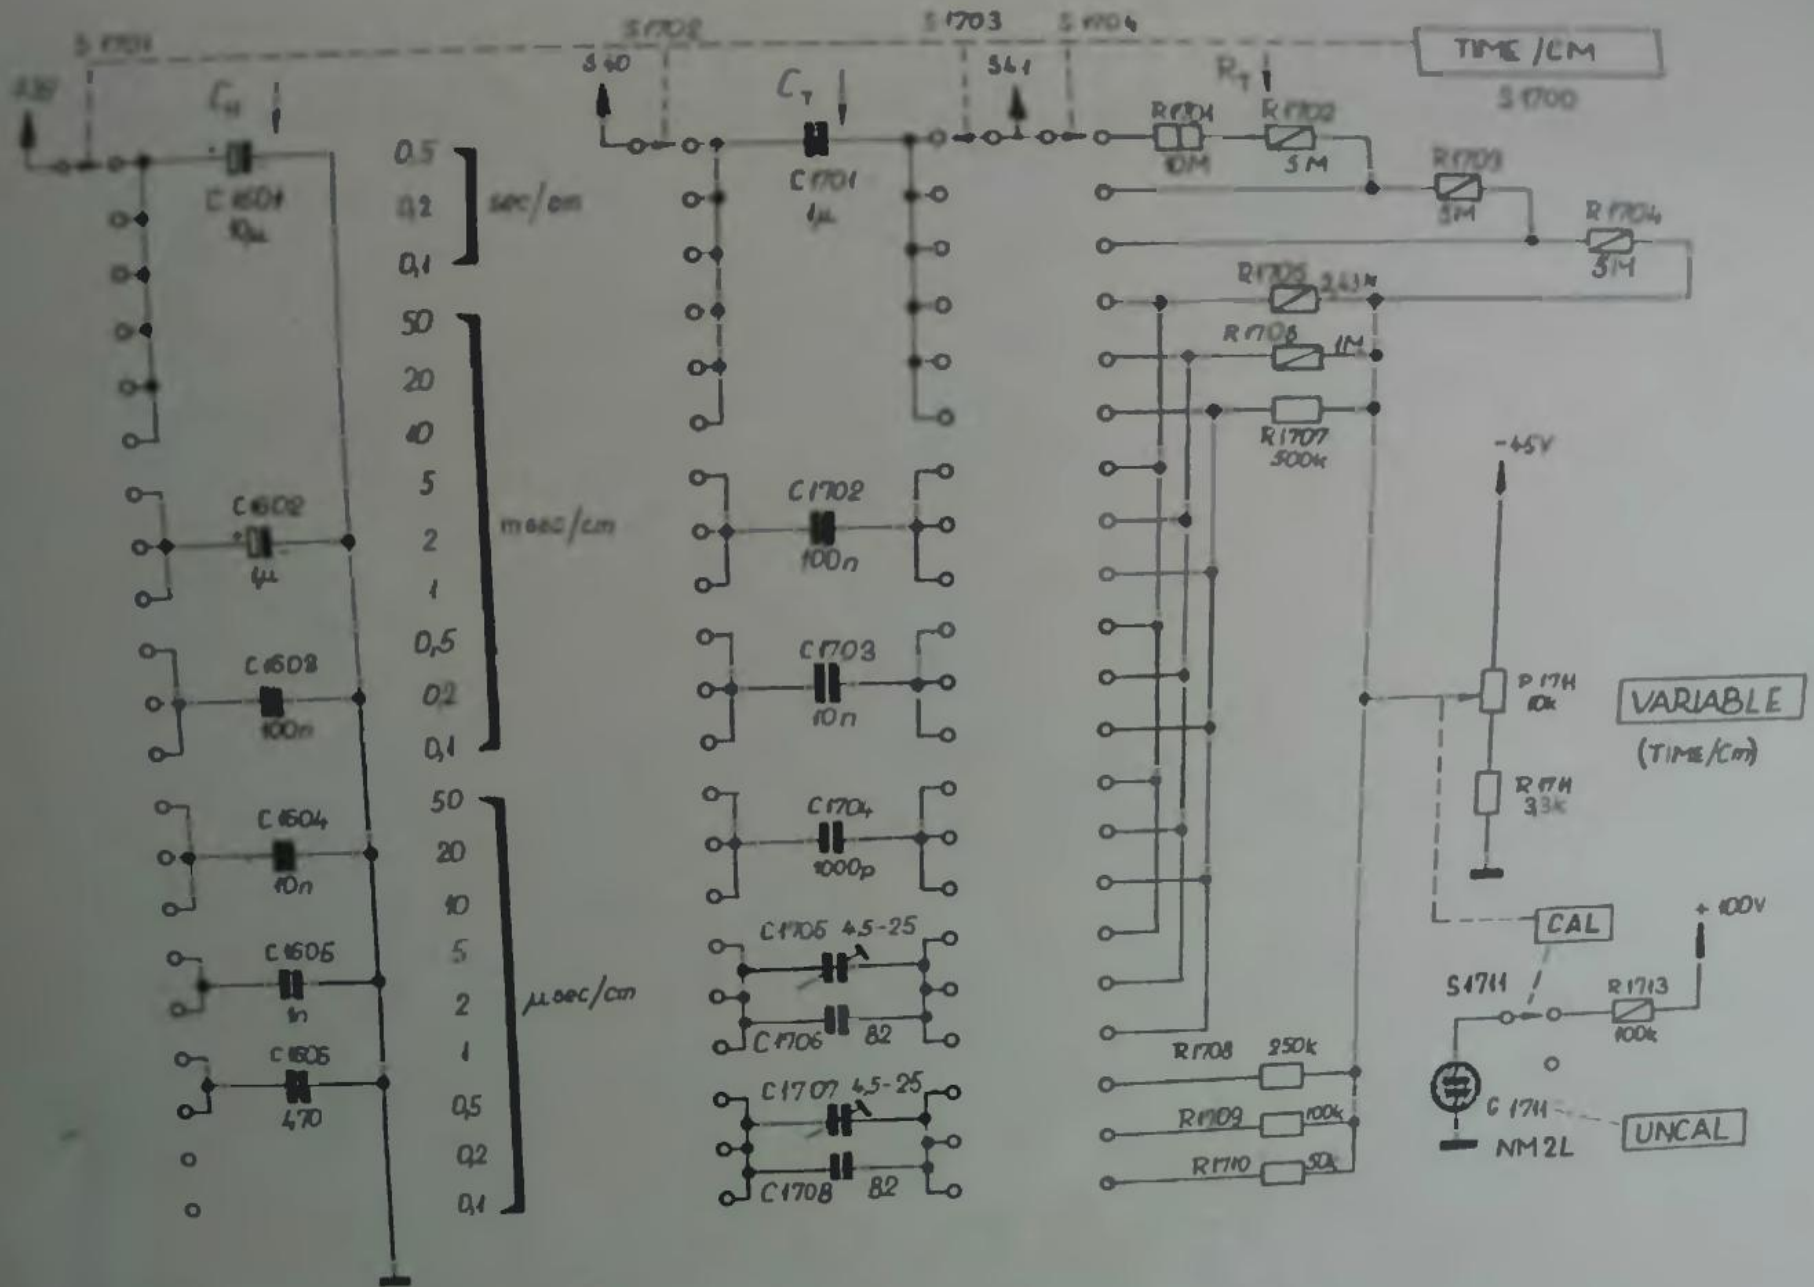 S 1701
S 1702
S 1703
S 1704
TIME / CM
S 1700
S 40
S 41
C H
C T
R T
C 1601
10µ
0.5
0,2
0,1
sec/cm
C 1701
1µ
R 1701
10M
R 1702
5M
R 1703
5M
R 1704
5M
R 1705
R 1706
1M
R 1707
500k
50
20
10
5
2
1
0,5
0,2
0,1
msec/cm
C 1602
1µ
C 1702
100n
C 1603
100n
C 1703
10n
-45V
P 1711
10k
R 1711
3,3k
VARIABLE
(TIME/Cm)
C 1604
10n
50
20
10
5
2
1
0,5
0,2
0,1
µsec/cm
C 1704
1000p
C 1605
1n
C 1606
470
C 1705 4,5-25
C 1706 82
C 1707 4,5-25
C 1708 82
R 1708 250k
R 1709 100k
R 1710 50k
CAL
+ 100V
S 1711
R 1713
100k
G 1711
NM 2L
UNCAL